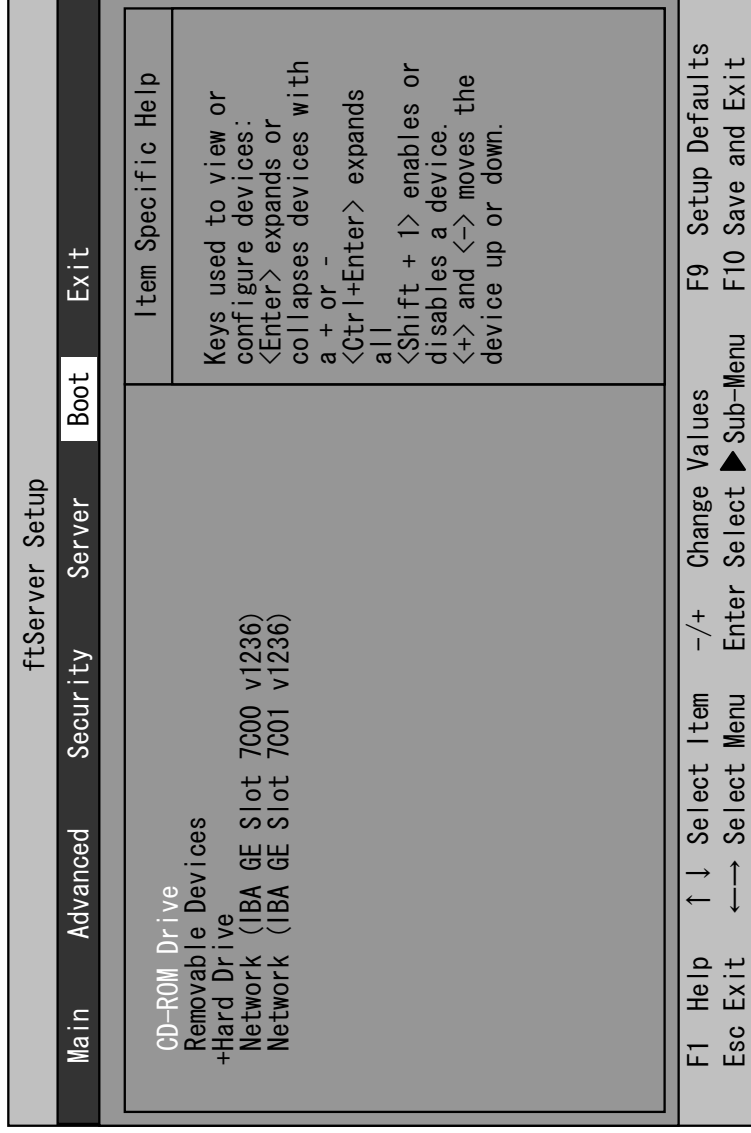 ftServer Setup
Main Advanced Security Server Boot Exit
CD-ROM Drive
Removable Devices
+Hard Drive
Network (IBA GE Slot 7C00 v1236)
Network (IBA GE Slot 7C01 v1236)
Item Specific Help
Keys used to view or
configure devices:
<Enter> expands or
collapses devices with
a + or -
<Ctrl+Enter> expands
all
<Shift + 1> enables or
disables a device.
<+> and <-> moves the
device up or down.
F1 Help ↑ ↓ Select Item -/+ Change Values F9 Setup Defaults
Esc Exit ←→ Select Menu Enter Select ▶Sub-Menu F10 Save and Exit